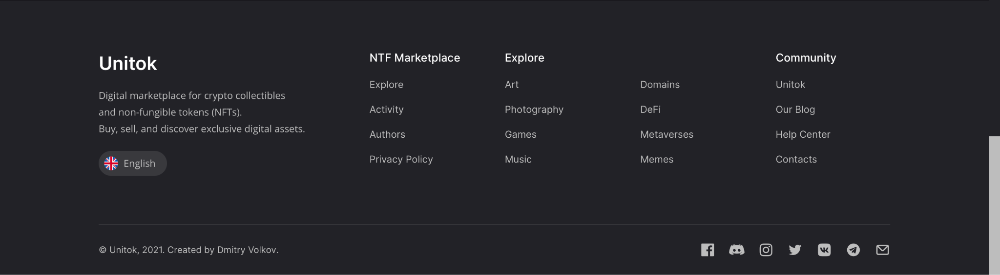 Unitok
Digital marketplace for crypto collectibles
and non-fungible tokens (NFTs).
Buy, sell, and discover exclusive digital assets.
English
NTF Marketplace
Explore
Activity
Authors
Privacy Policy
Explore
Art
Photography
Games
Music
Domains
DeFi
Metaverses
Memes
Community
Unitok
Our Blog
Help Center
Contacts
© Unitok, 2021. Created by Dmitry Volkov.